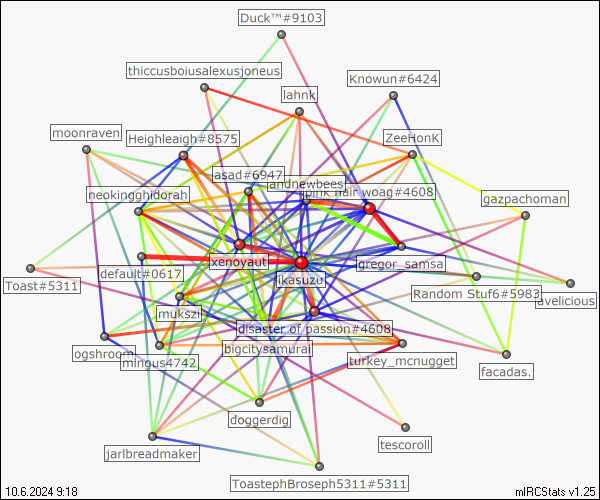 Duck™#9103
thiccusboiusalexusjoneus
Knowun#6424
lahnk
moonraven
Heighleaigh#8575
ZeeHonK
asad#6947
jandnewbees
pink hair woag#4608
neokingghidorah
gazpachoman
xenoyaut
gregor_samsa
default#0617
ikasuzu
Toast#5311
Random Stuf6#5983
avelicious
mukszi
disaster of passion#4608
ogshroom
mingus4742
bigcitysamurai
turkey_mcnugget
facadas.
doggerdig
tescoroll
jarlbreadmaker
ToastephBroseph5311#5311
10.6.2024 9:18
mIRCStats v1.25